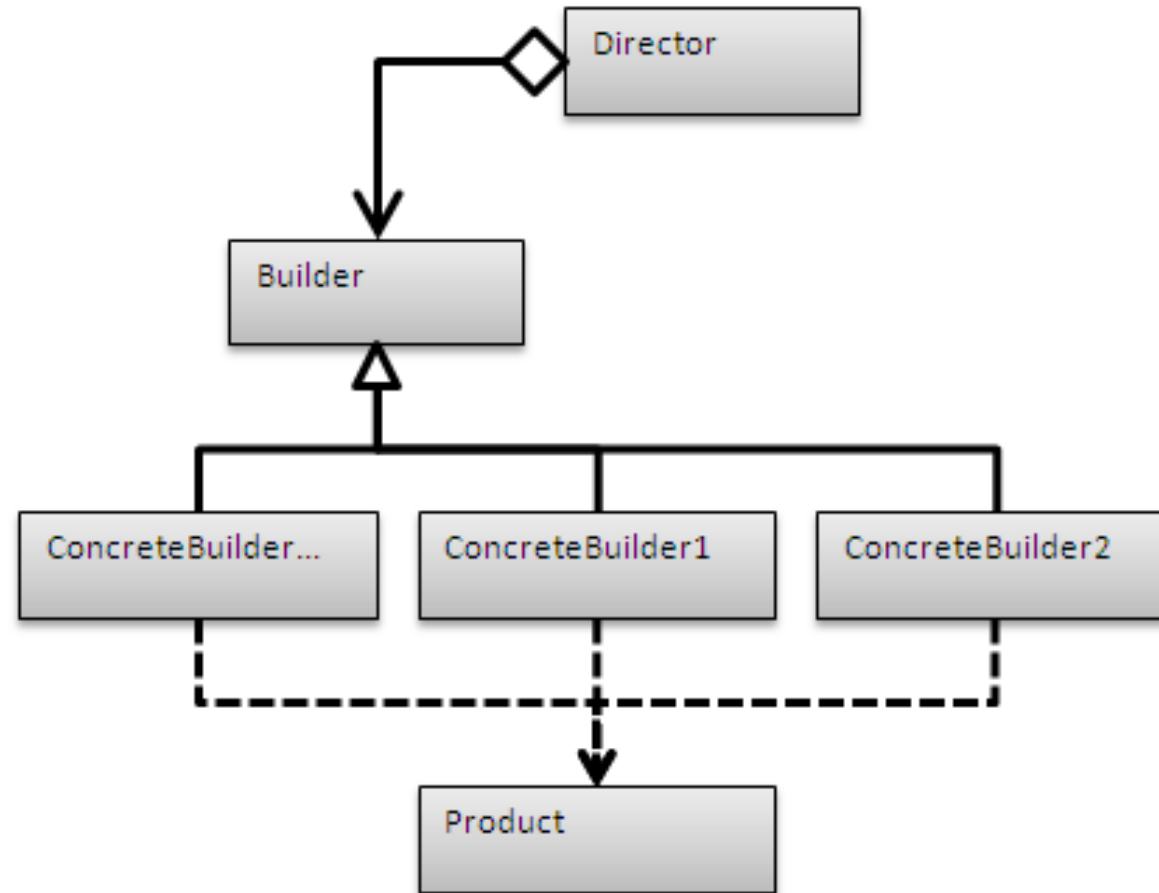 Director
Builder
ConcreteBuilder...
ConcreteBuilder1
ConcreteBuilder2
Product